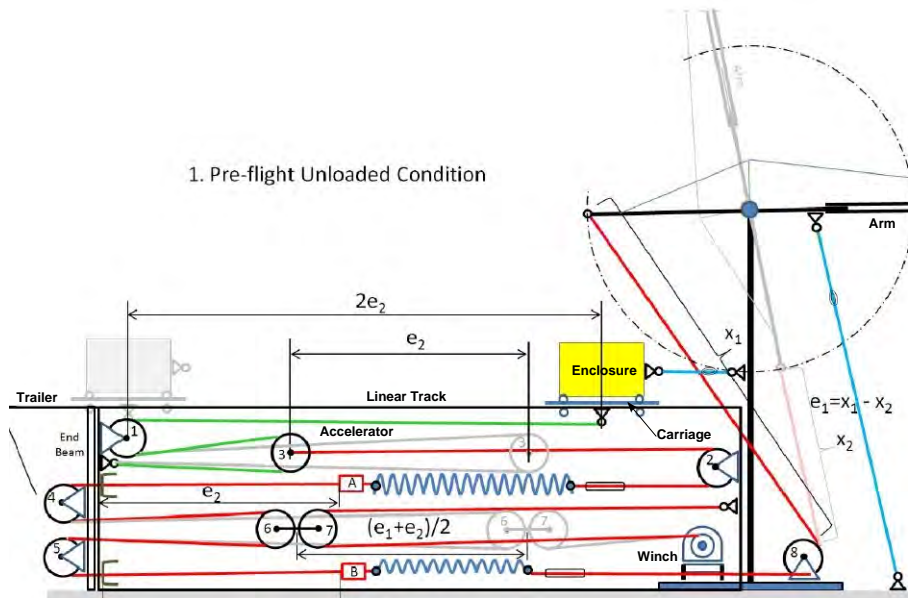 Arm
1. Pre-flight Unloaded Condition
Arm
2e₂
x₁
e₂
Enclosure
Trailer
Linear Track
e₁=x₁ - x₂
1
Accelerator
Carriage
x₂
End
Beam
3
3
2
e₂
A
4
6
7
(e₁+e₂)/2
6
7
5
Winch
8
B